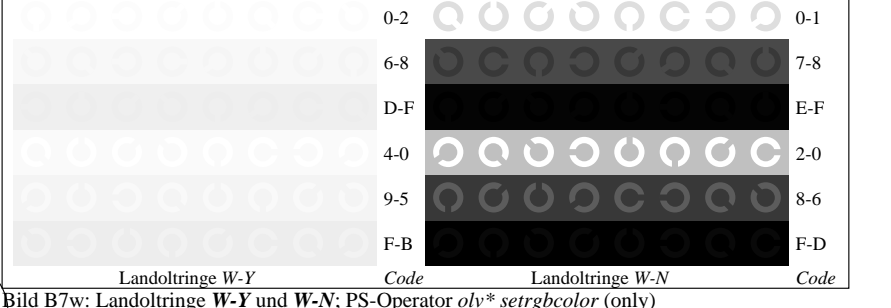 0-2 0-1
6-8 7-8
D-F E-F
4-0 2-0
9-5 8-6
F-B F-D
Landoltringe W-Y Code Landoltringe W-N Code
Bild B7w: Landoltringe W-Y und W-N; PS-Operator olv* setrgbcolor (only)